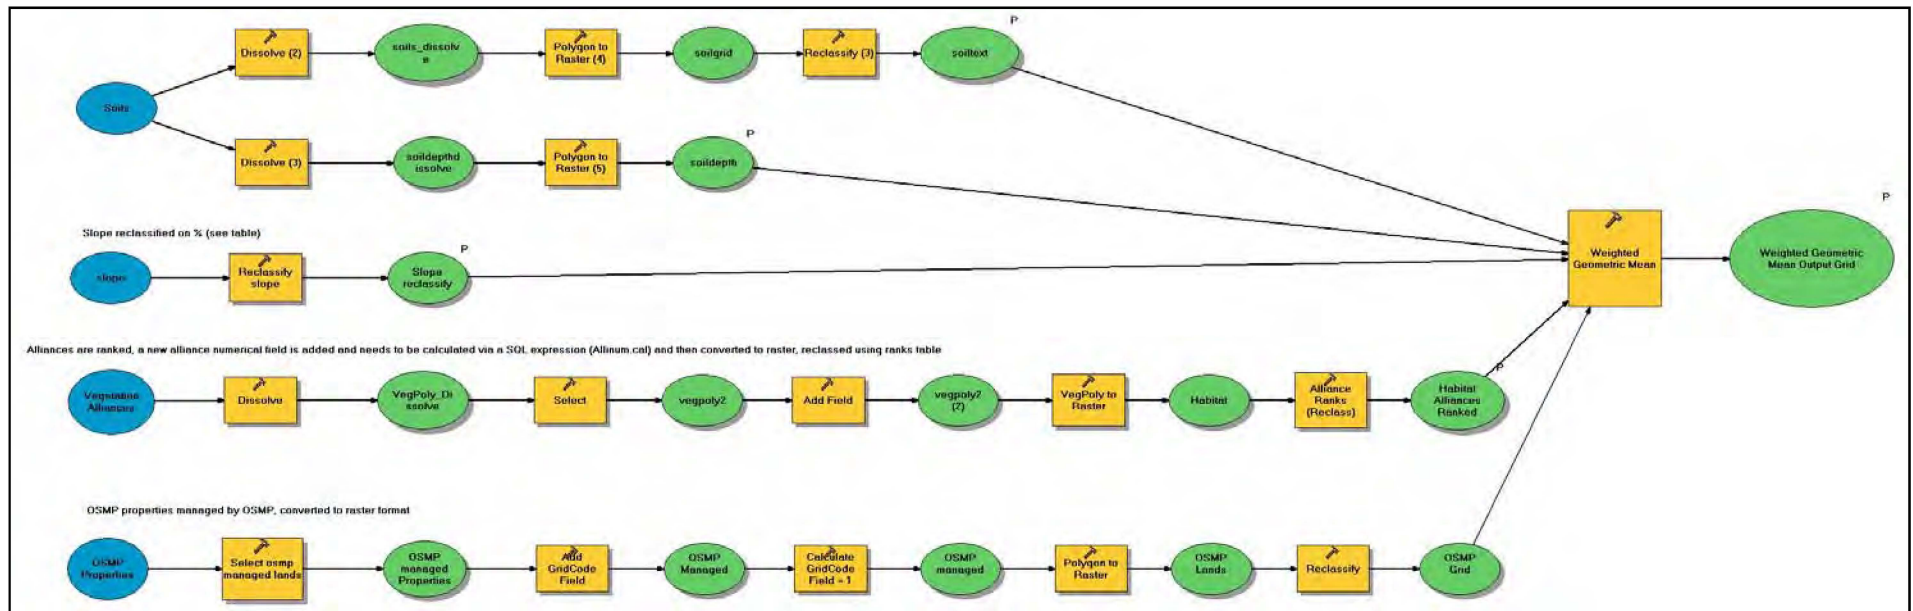 P
Dissolve (2)
soils_dissolv
e
Polygon to
Raster (4)
soilgrid
Reclassify (3)
soiltext
Soils
P
Dissolve (3)
soildepthd
issolve
Polygon to
Raster (5)
soildepth
P
Slope reclassified on % (see table)
P
slope
Reclassify
slope
Slope
reclassify
Weighted
Geometric Mean
Weighted Geometric
Mean Output Grid
Alliances are ranked, a new alliance numerical field is added and needs to be calculated via a SQL expression (Allinum.cal) and then converted to raster, reclassed using ranks table
P
Vegetation
Alliances
Dissolve
VegPoly_Di
ssolve
Select
vegpoly2
Add Field
vegpoly2
(2)
VegPoly to
Raster
Habitat
Alliance
Ranks
(Reclass)
Habitat
Alliances
Ranked
OSMP properties managed by OSMP, converted to raster format
OSMP
Properties
Select osmp
managed lands
OSMP
managed
Properties
Add
GridCode
Field
OSMP
Managed
Calculate
GridCode
Field = 1
OSMP
managed
Polygon to
Raster
OSMP
Lands
Reclassify
OSMP
Grid